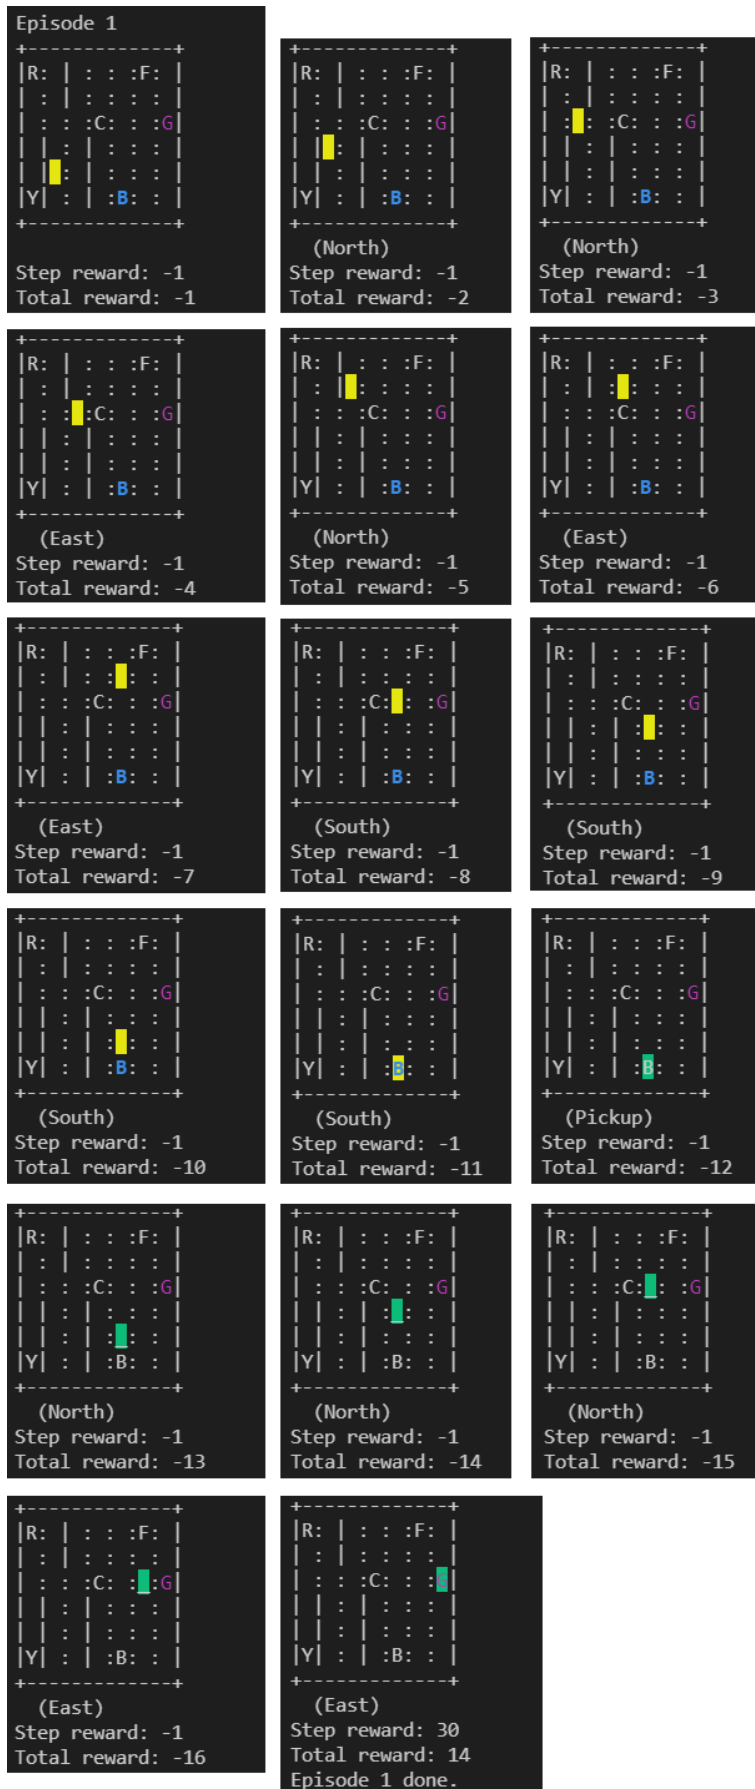 Episode 1
+-------------+
|R: | : : :F: |
| : | : : : : |
| : : :C: : :G|
| | : | : : : |
| | : | : : : |
|Y| : | :B: : |
+-------------+
Step reward: -1
Total reward: -1
+-------------+
|R: | : : :F: |
| : | : : : : |
| : : :C: : :G|
| | : | : : : |
| | : | : : : |
|Y| : | :B: : |
+-------------+
(North)
Step reward: -1
Total reward: -2
+-------------+
|R: | : : :F: |
| : | : : : : |
| : : :C: : :G|
| | : | : : : |
| | : | : : : |
|Y| : | :B: : |
+-------------+
(North)
Step reward: -1
Total reward: -3
+-------------+
|R: | : : :F: |
| : | : : : : |
| : : :C: : :G|
| | : | : : : |
| | : | : : : |
|Y| : | :B: : |
+-------------+
(East)
Step reward: -1
Total reward: -4
+-------------+
|R: | : : :F: |
| : | : : : : |
| : : :C: : :G|
| | : | : : : |
| | : | : : : |
|Y| : | :B: : |
+-------------+
(North)
Step reward: -1
Total reward: -5
+-------------+
|R: | : : :F: |
| : | : : : : |
| : : :C: : :G|
| | : | : : : |
| | : | : : : |
|Y| : | :B: : |
+-------------+
(East)
Step reward: -1
Total reward: -6
+-------------+
|R: | : : :F: |
| : | : : : : |
| : : :C: : :G|
| | : | : : : |
| | : | : : : |
|Y| : | :B: : |
+-------------+
(East)
Step reward: -1
Total reward: -7
+-------------+
|R: | : : :F: |
| : | : : : : |
| : : :C: : :G|
| | : | : : : |
| | : | : : : |
|Y| : | :B: : |
+-------------+
(South)
Step reward: -1
Total reward: -8
+-------------+
|R: | : : :F: |
| : | : : : : |
| : : :C: : :G|
| | : | : : : |
| | : | : : : |
|Y| : | :B: : |
+-------------+
(South)
Step reward: -1
Total reward: -9
+-------------+
|R: | : : :F: |
| : | : : : : |
| : : :C: : :G|
| | : | : : : |
| | : | : : : |
|Y| : | :B: : |
+-------------+
(South)
Step reward: -1
Total reward: -10
+-------------+
|R: | : : :F: |
| : | : : : : |
| : : :C: : :G|
| | : | : : : |
| | : | : : : |
|Y| : | :B: : |
+-------------+
(South)
Step reward: -1
Total reward: -11
+-------------+
|R: | : : :F: |
| : | : : : : |
| : : :C: : :G|
| | : | : : : |
| | : | : : : |
|Y| : | :B: : |
+-------------+
(Pickup)
Step reward: -1
Total reward: -12
+-------------+
|R: | : : :F: |
| : | : : : : |
| : : :C: : :G|
| | : | : : : |
| | : | :_: : |
|Y| : | :B: : |
+-------------+
(North)
Step reward: -1
Total reward: -13
+-------------+
|R: | : : :F: |
| : | : : : : |
| : : :C: : :G|
| | : | :_: : |
| | : | : : : |
|Y| : | :B: : |
+-------------+
(North)
Step reward: -1
Total reward: -14
+-------------+
|R: | : : :F: |
| : | : : : : |
| : : :C:_: :G|
| | : | : : : |
| | : | : : : |
|Y| : | :B: : |
+-------------+
(North)
Step reward: -1
Total reward: -15
+-------------+
|R: | : : :F: |
| : | : : : : |
| : : :C: :_:G|
| | : | : : : |
| | : | : : : |
|Y| : | :B: : |
+-------------+
(East)
Step reward: -1
Total reward: -16
+-------------+
|R: | : : :F: |
| : | : : : : |
| : : :C: : :G|
| | : | : : : |
| | : | : : : |
|Y| : | :B: : |
+-------------+
(East)
Step reward: 30
Total reward: 14
Episode 1 done.